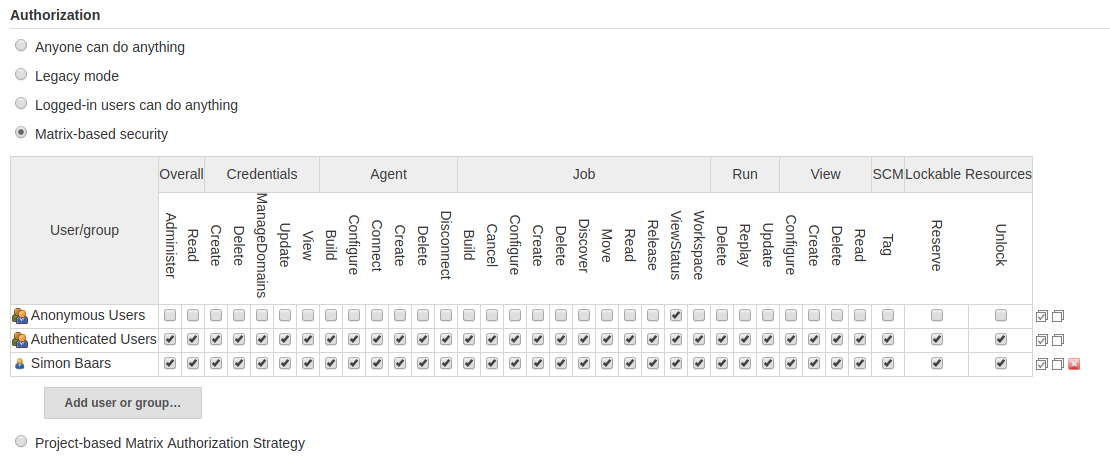 Authorization
Anyone can do anything
Legacy mode
Logged-in users can do anything
Matrix-based security
User/group Overall Credentials Agent Job Run View SCM Lockable Resources
Administer Read Create Delete ManageDomains Update View Build Configure Connect Create Delete Disconnect Build Cancel Configure Create Delete Discover Move Read Release ViewStatus Workspace Delete Replay Update Configure Create Delete Read Tag Reserve Unlock
Anonymous Users
Authenticated Users
Simon Baars
Add user or group…
Project-based Matrix Authorization Strategy